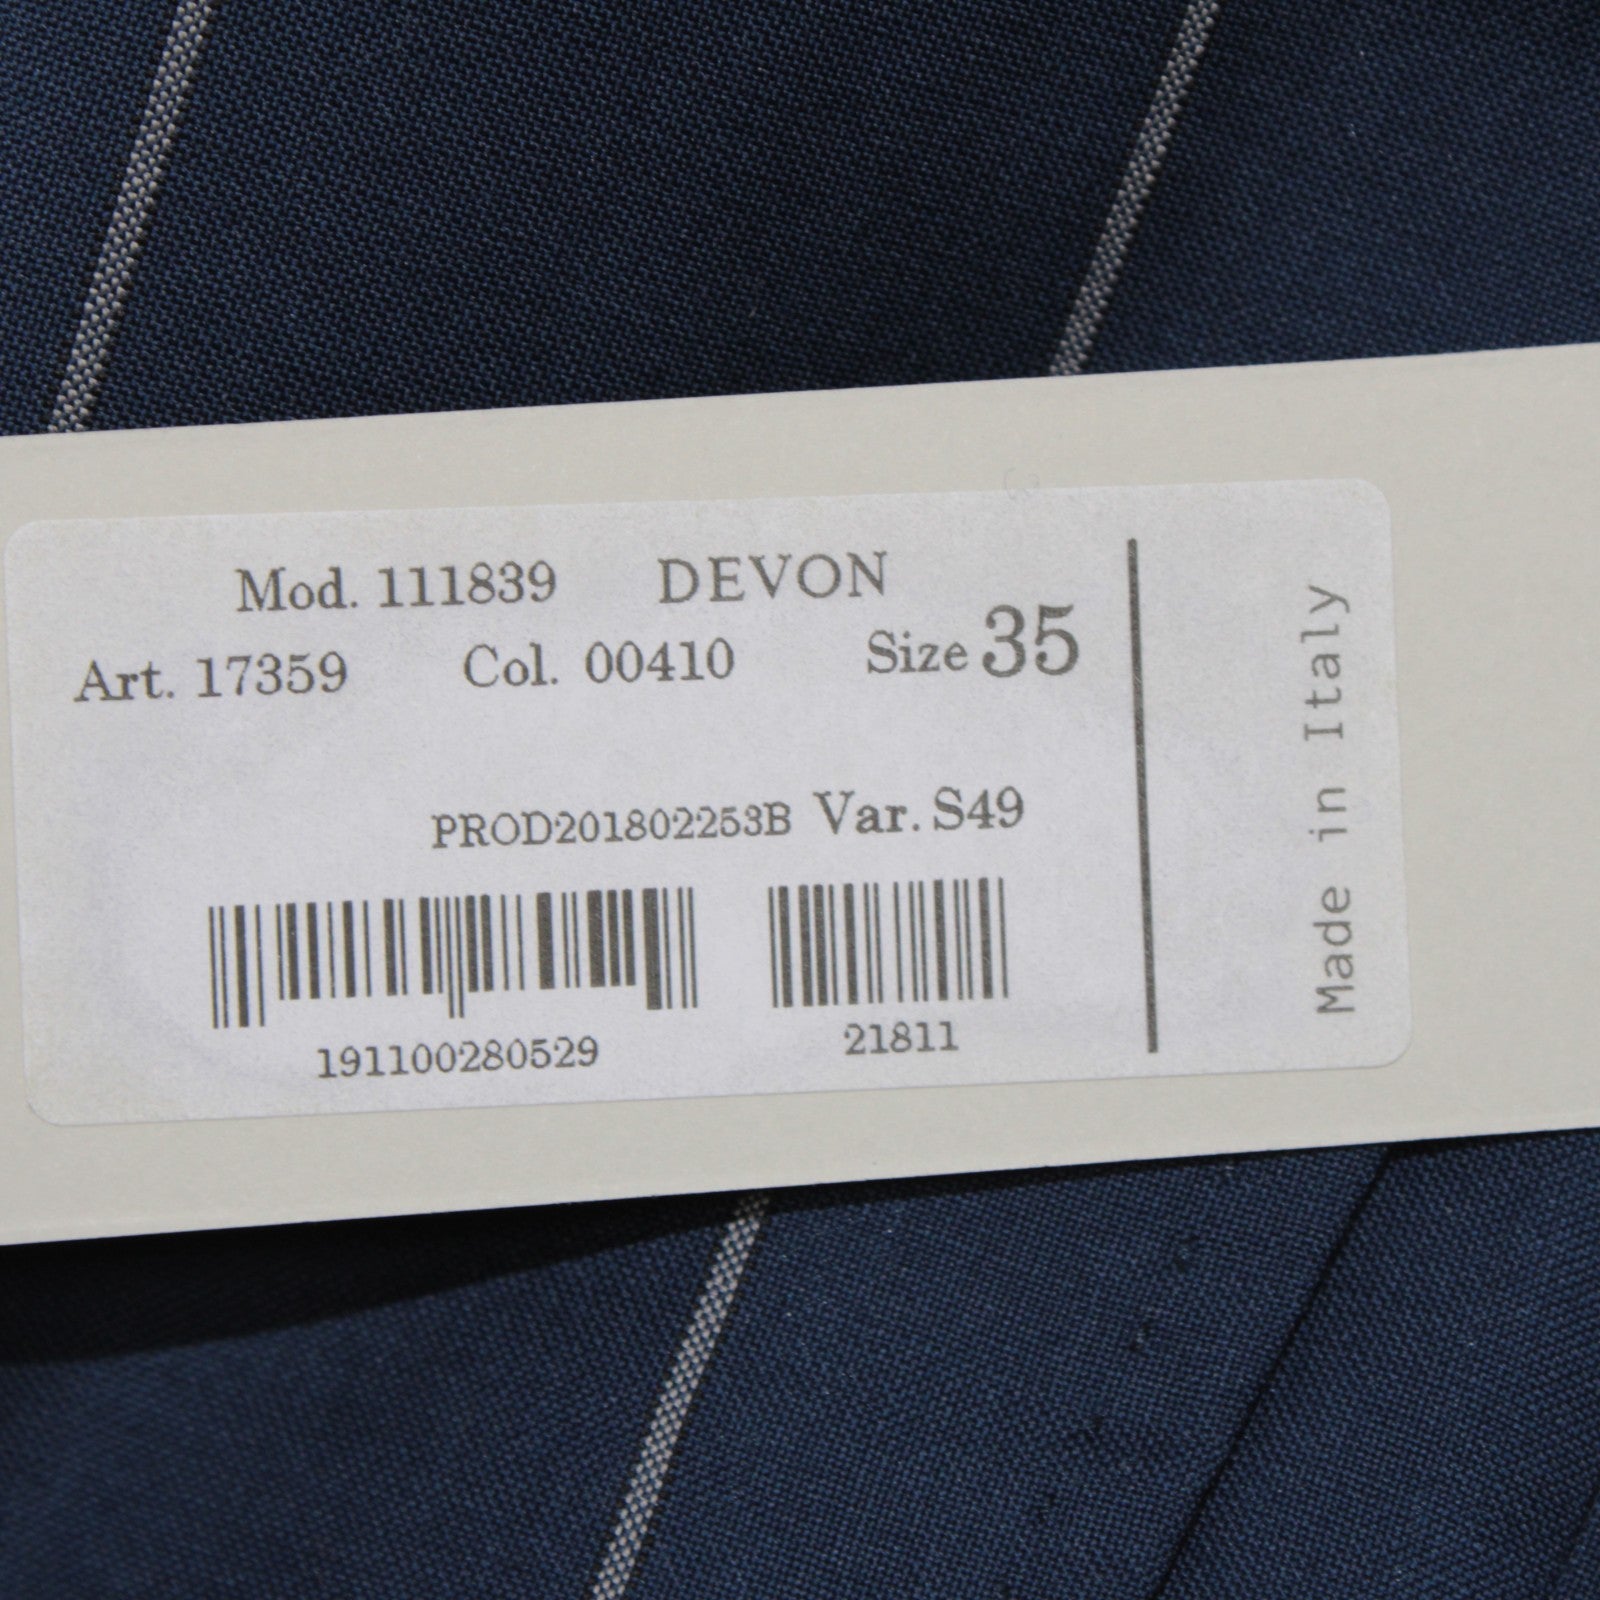 Mod. 111839 DEVON
Art. 17359 Col. 00410 Size 35
PROD201802253B Var. S49
191100280529 21811
Made in Italy